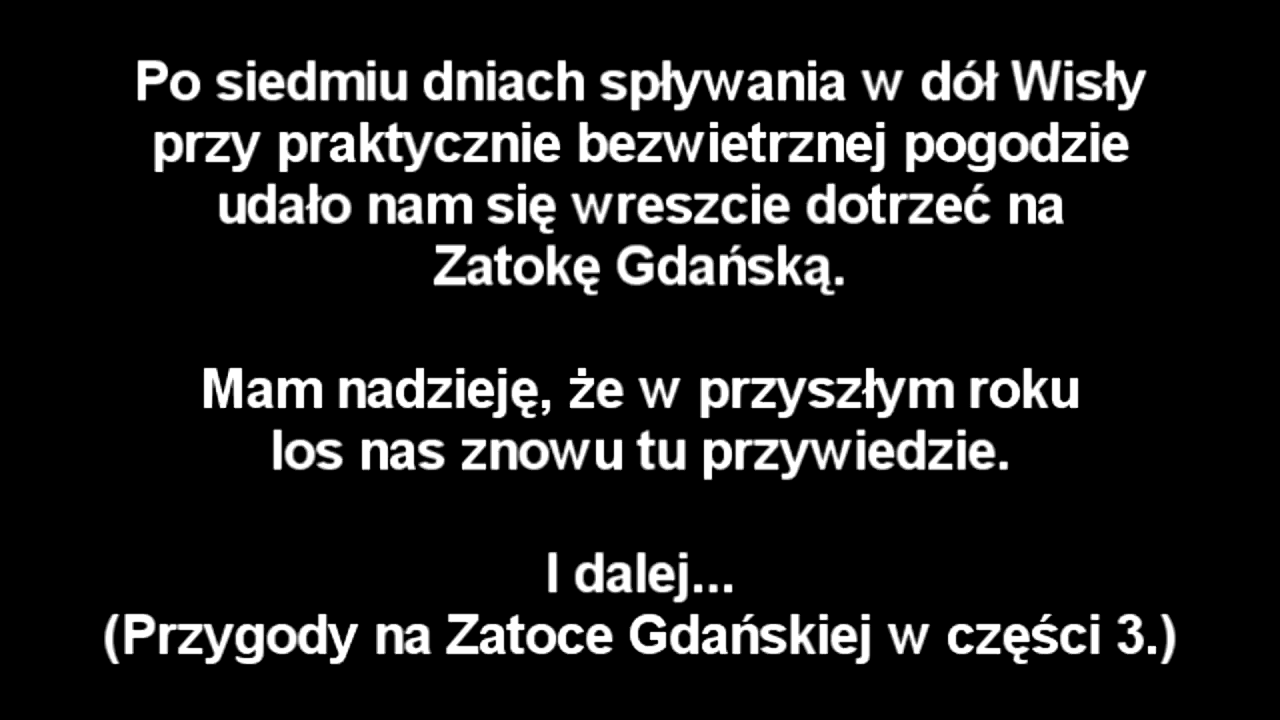 Po siedmiu dniach spływania w dół Wisły
przy praktycznie bezwietrznej pogodzie
udało nam się wreszcie dotrzeć na
Zatokę Gdańską.
Mam nadzieję, że w przyszłym roku
los nas znowu tu przywiedzie.
I dalej...
(Przygody na Zatoce Gdańskiej w części 3.)